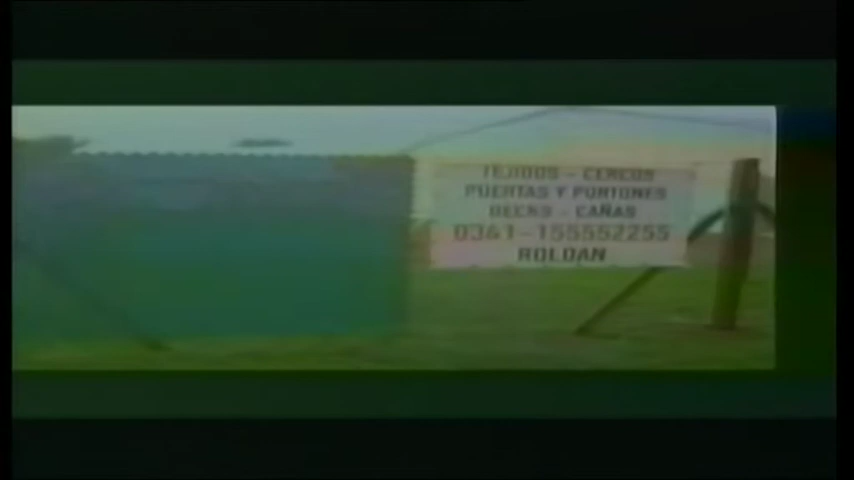 TEJIDOS - CERCOS
PUERTAS Y PORTONES
DECKS - CAÑAS
0341-155552255
ROLDAN